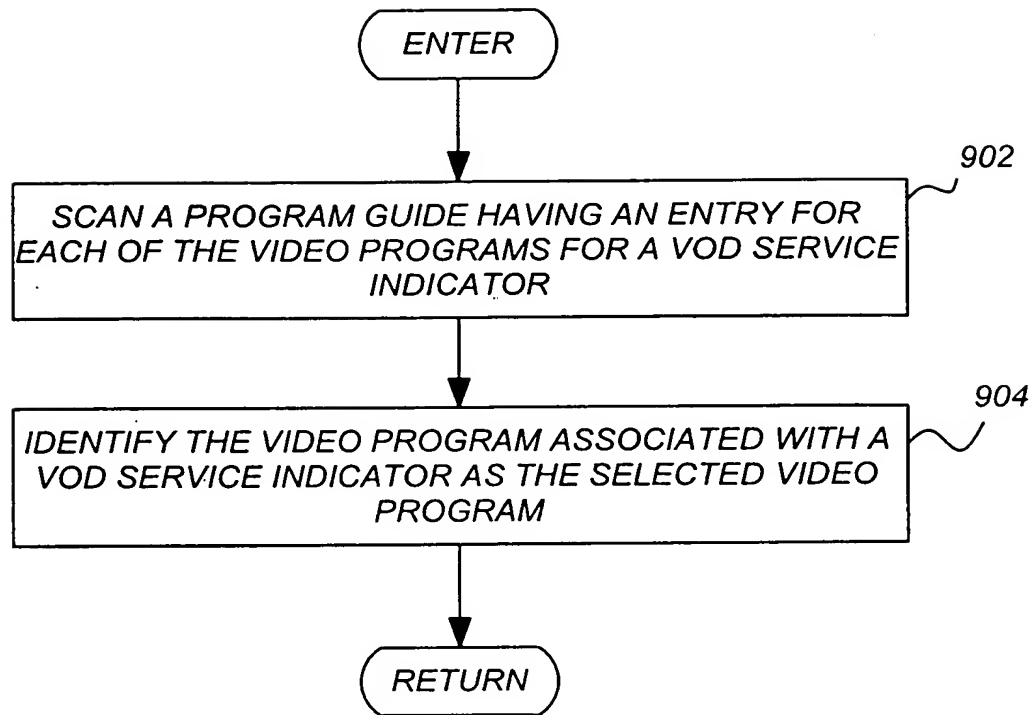 ENTER
902
SCAN A PROGRAM GUIDE HAVING AN ENTRY FOR
EACH OF THE VIDEO PROGRAMS FOR A VOD SERVICE
INDICATOR
904
IDENTIFY THE VIDEO PROGRAM ASSOCIATED WITH A
VOD SERVICE INDICATOR AS THE SELECTED VIDEO
PROGRAM
RETURN